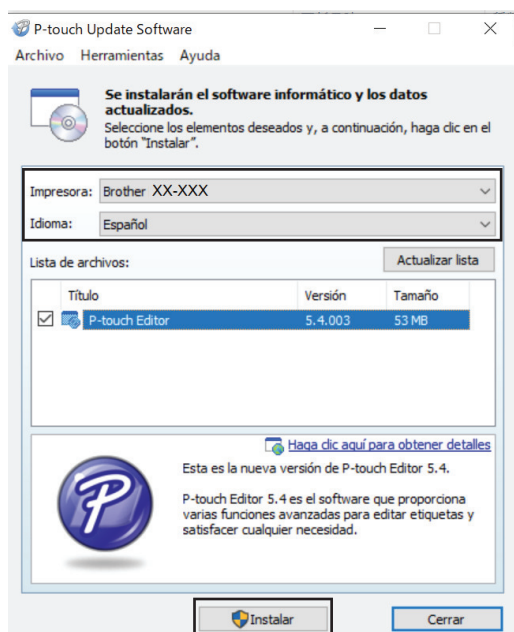 P-touch Update Software
Archivo Herramientas Ayuda
Se instalarán el software informático y los datos
actualizados.
Seleccione los elementos deseados y, a continuación, haga clic en el
botón "Instalar".
Impresora: Brother XX-XXX
Idioma: Español
Lista de archivos: Actualizar lista
Título Versión Tamaño
P-touch Editor 5.4.003 53 MB
Haga clic aquí para obtener detalles
Esta es la nueva versión de P-touch Editor 5.4.
P-touch Editor 5.4 es el software que proporciona
varias funciones avanzadas para editar etiquetas y
satisfacer cualquier necesidad.
P
Instalar Cerrar